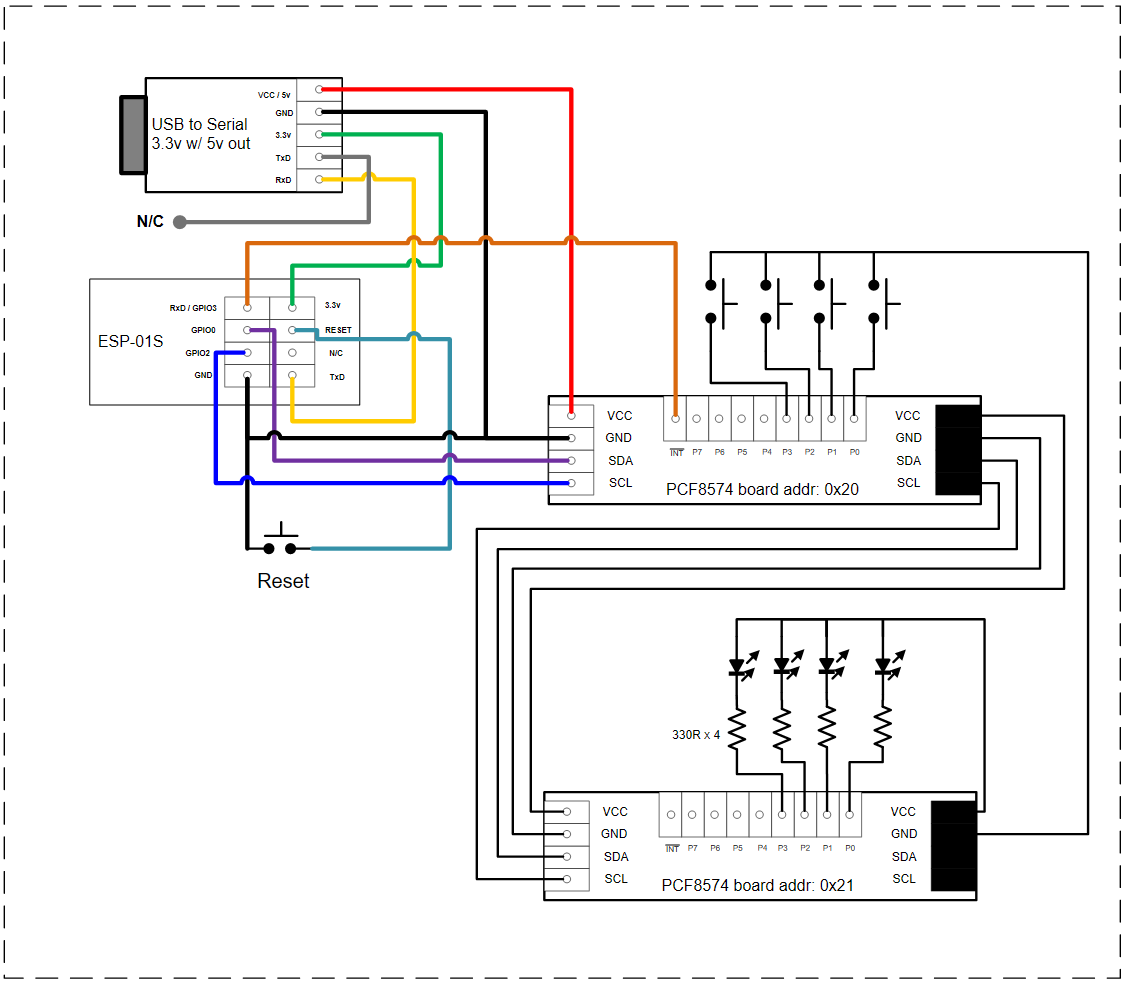 VCC / 5v
GND
USB to Serial
3.3v w/ 5v out
3.3v
TxD
RxD
N/C
ESP-01S
RxD / GPIO3
3.3v
GPIO0
RESET
GPIO2
N/C
GND
TxD
VCC
GND
SDA
SCL
INT P7 P6 P5 P4 P3 P2 P1 P0
VCC
GND
SDA
SCL
PCF8574 board addr: 0x20
Reset
330R x 4
VCC
GND
SDA
SCL
INT P7 P6 P5 P4 P3 P2 P1 P0
VCC
GND
SDA
SCL
PCF8574 board addr: 0x21